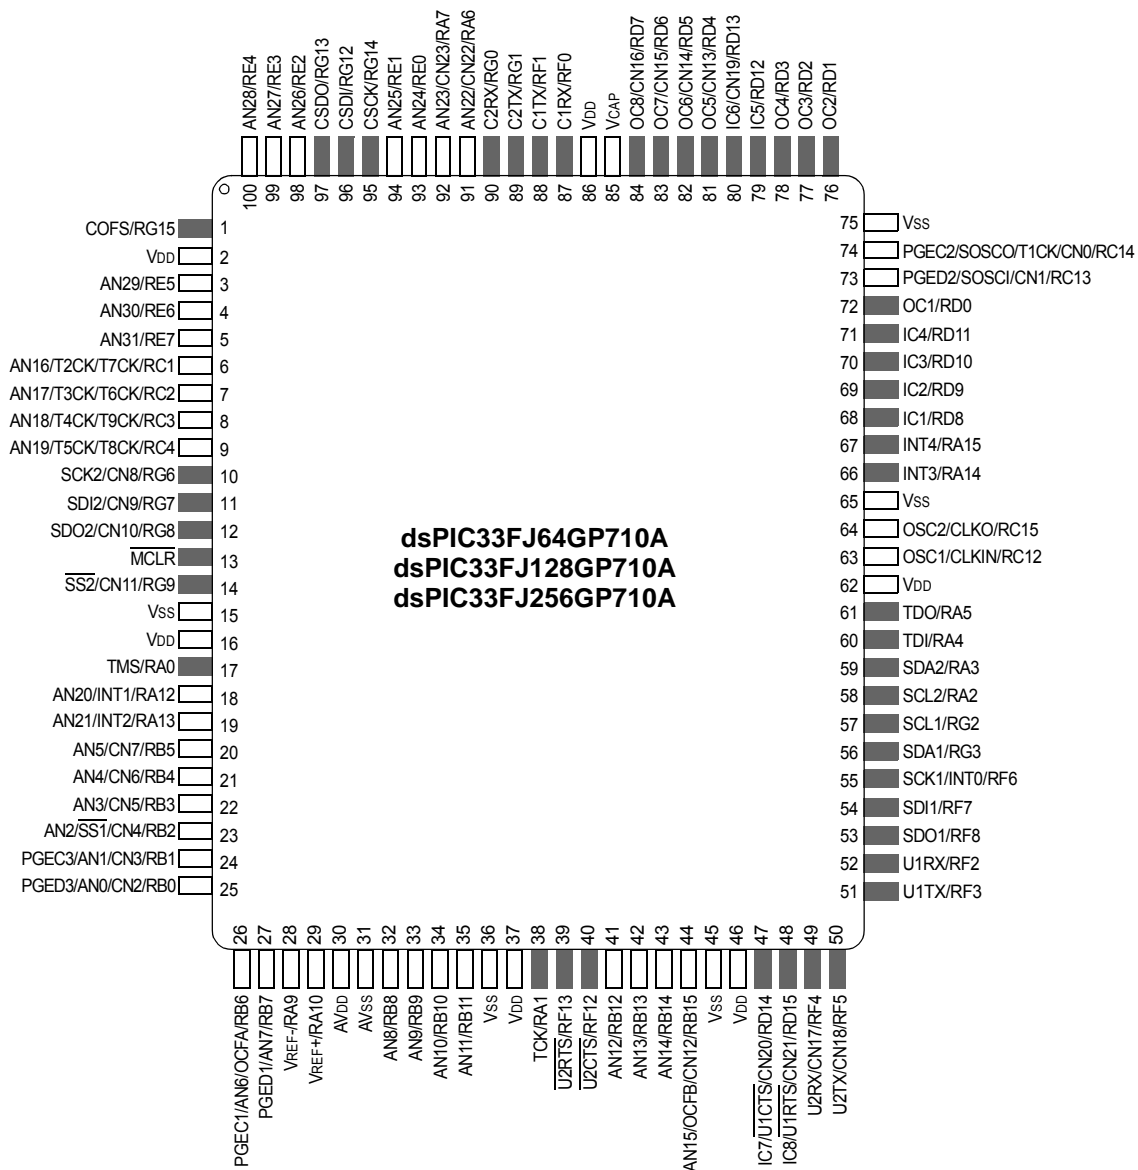 AN28/RE4
AN27/RE3
AN26/RE2
CSDO/RG13
CSDI/RG12
CSCK/RG14
AN25/RE1
AN24/RE0
AN23/CN23/RA7
AN22/CN22/RA6
C2RX/RG0
C2TX/RG1
C1TX/RF1
C1RX/RF0
VDD
VCAP
OC8/CN16/RD7
OC7/CN15/RD6
OC6/CN14/RD5
OC5/CN13/RD4
IC6/CN19/RD13
IC5/RD12
OC4/RD3
OC3/RD2
OC2/RD1
100
99
98
97
96
95
94
93
92
91
90
89
88
87
86
85
84
83
82
81
80
79
78
77
76
COFS/RG15 1
VDD 2
AN29/RE5 3
AN30/RE6 4
AN31/RE7 5
AN16/T2CK/T7CK/RC1 6
AN17/T3CK/T6CK/RC2 7
AN18/T4CK/T9CK/RC3 8
AN19/T5CK/T8CK/RC4 9
SCK2/CN8/RG6 10
SDI2/CN9/RG7 11
SDO2/CN10/RG8 12
MCLR 13
SS2/CN11/RG9 14
VSS 15
VDD 16
TMS/RA0 17
AN20/INT1/RA12 18
AN21/INT2/RA13 19
AN5/CN7/RB5 20
AN4/CN6/RB4 21
AN3/CN5/RB3 22
AN2/SS1/CN4/RB2 23
PGEC3/AN1/CN3/RB1 24
PGED3/AN0/CN2/RB0 25
dsPIC33FJ64GP710A
dsPIC33FJ128GP710A
dsPIC33FJ256GP710A
75 VSS
74 PGEC2/SOSCO/T1CK/CN0/RC14
73 PGED2/SOSCI/CN1/RC13
72 OC1/RD0
71 IC4/RD11
70 IC3/RD10
69 IC2/RD9
68 IC1/RD8
67 INT4/RA15
66 INT3/RA14
65 VSS
64 OSC2/CLKO/RC15
63 OSC1/CLKIN/RC12
62 VDD
61 TDO/RA5
60 TDI/RA4
59 SDA2/RA3
58 SCL2/RA2
57 SCL1/RG2
56 SDA1/RG3
55 SCK1/INT0/RF6
54 SDI1/RF7
53 SDO1/RF8
52 U1RX/RF2
51 U1TX/RF3
26
27
28
29
30
31
32
33
34
35
36
37
38
39
40
41
42
43
44
45
46
47
48
49
50
PGEC1/AN6/OCFA/RB6
PGED1/AN7/RB7
VREF-/RA9
VREF+/RA10
AVDD
AVSS
AN8/RB8
AN9/RB9
AN10/RB10
AN11/RB11
VSS
VDD
TCK/RA1
U2RTS/RF13
U2CTS/RF12
AN12/RB12
AN13/RB13
AN14/RB14
AN15/OCFB/CN12/RB15
VSS
VDD
IC7/U1CTS/CN20/RD14
IC8/U1RTS/CN21/RD15
U2RX/CN17/RF4
U2TX/CN18/RF5